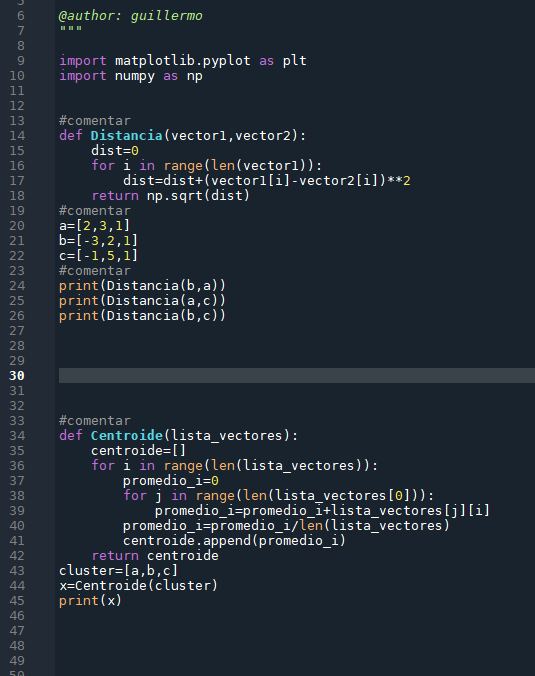 5
6 @author: guillermo
7 """
8
9 import matplotlib.pyplot as plt
10 import numpy as np
11
12
13 #comentar
14 def Distancia(vector1,vector2):
15     dist=0
16     for i in range(len(vector1)):
17         dist=dist+(vector1[i]-vector2[i])**2
18     return np.sqrt(dist)
19 #comentar
20 a=[2,3,1]
21 b=[-3,2,1]
22 c=[-1,5,1]
23 #comentar
24 print(Distancia(b,a))
25 print(Distancia(a,c))
26 print(Distancia(b,c))
27
28
29
30
31
32
33 #comentar
34 def Centroide(lista_vectores):
35     centroide=[]
36     for i in range(len(lista_vectores)):
37         promedio_i=0
38         for j in range(len(lista_vectores[0])):
39             promedio_i=promedio_i+lista_vectores[j][i]
40         promedio_i=promedio_i/len(lista_vectores)
41         centroide.append(promedio_i)
42     return centroide
43 cluster=[a,b,c]
44 x=Centroide(cluster)
45 print(x)
46
47
48
49
50